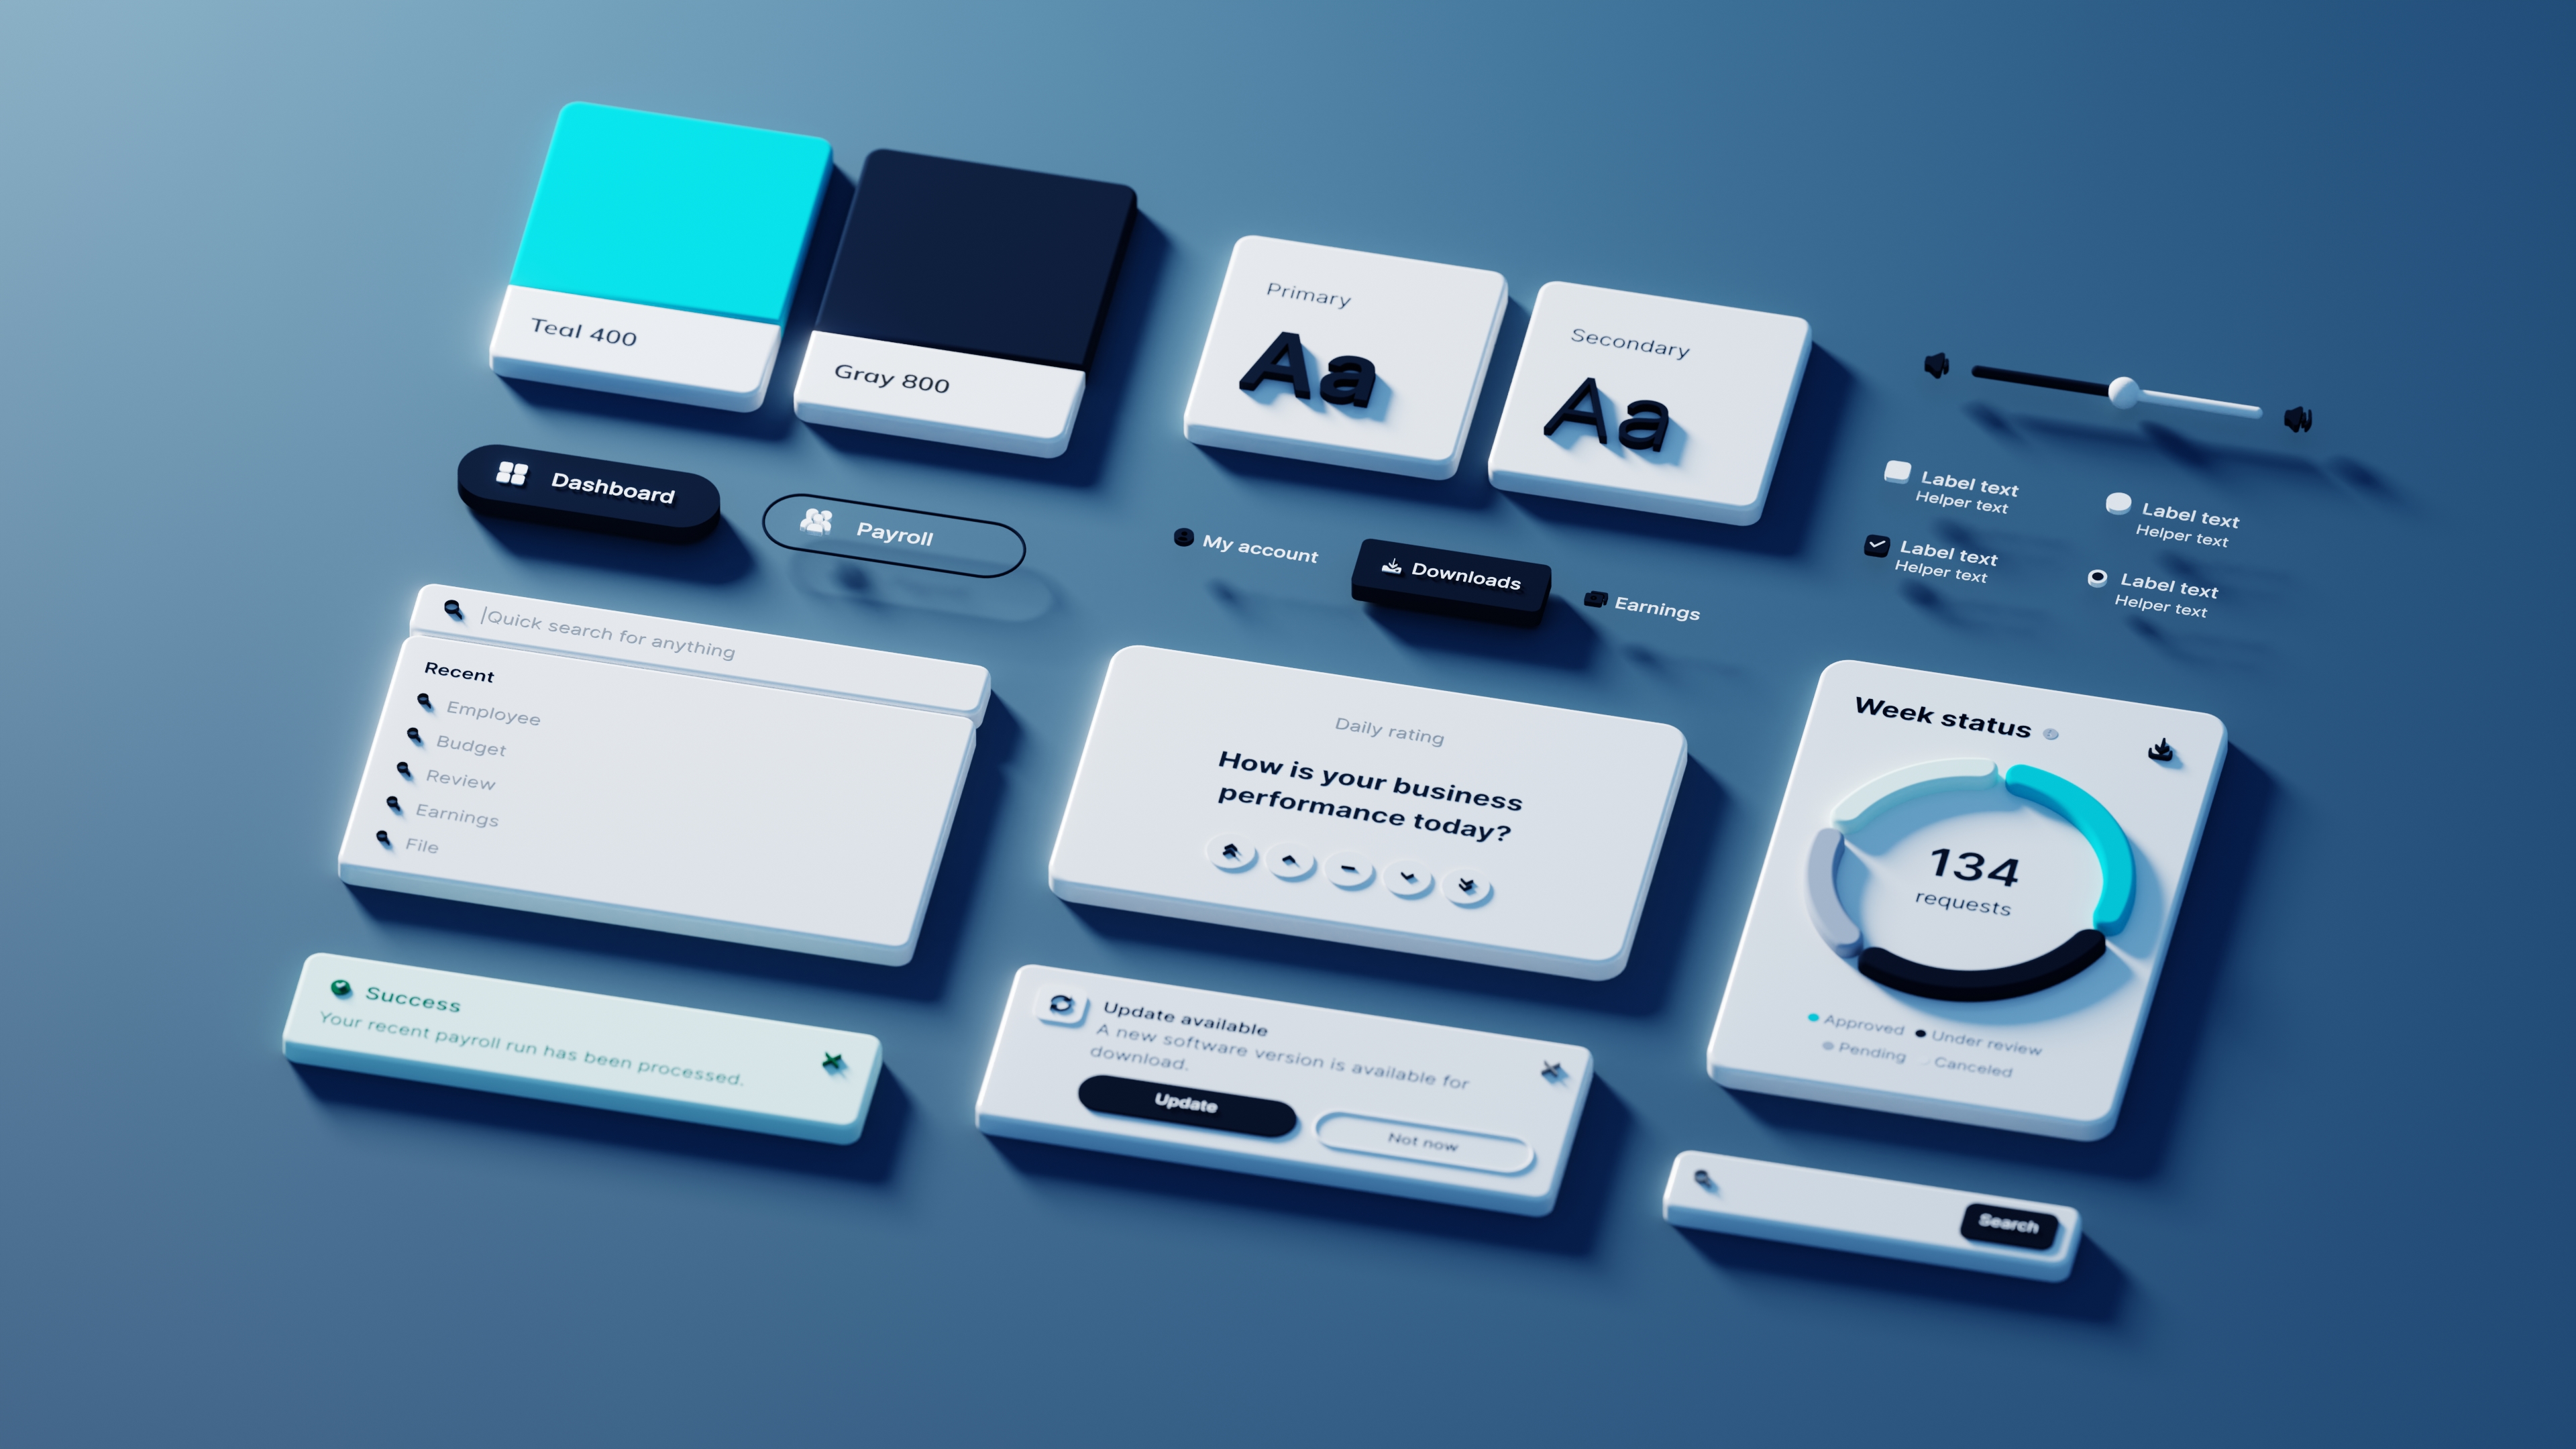 Teal 400
Gray 800
Primary
Aa
Secondary
Aa
Dashboard
Payroll
My account
Downloads
Earnings
Label text
Helper text
Label text
Helper text
Label text
Helper text
Label text
Helper text
Quick search for anything
Recent
Employee
Budget
Review
Earnings
File
Daily rating
How is your business
performance today?
Week status
134
requests
Approved
Under review
Pending
Canceled
Success
Your recent payroll run has been processed.
Update available
A new software version is available for
download.
Update
Not now
Search